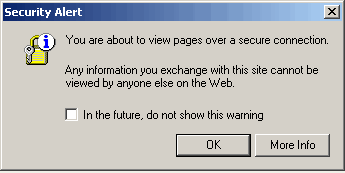 Security Alert
You are about to view pages over a secure connection.
Any information you exchange with this site cannot be
viewed by anyone else on the Web.
In the future, do not show this warning
OK More Info